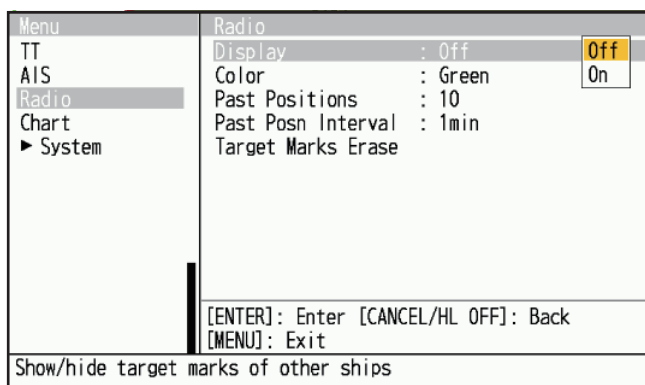 Menu
TT
AIS
Radio
Chart
► System
Radio
Display : Off
Color : Green
Past Positions : 10
Past Posn Interval : 1min
Target Marks Erase
Off
On
[ENTER]: Enter [CANCEL/HL OFF]: Back
[MENU]: Exit
Show/hide target marks of other ships